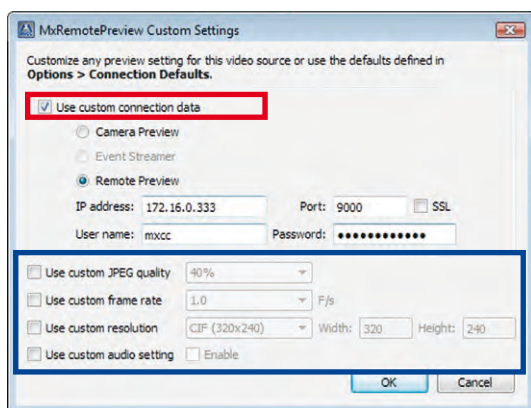 MxRemotePreview Custom Settings
Customize any preview setting for this video source or use the defaults defined in
Options > Connection Defaults.
Use custom connection data
Camera Preview
Event Streamer
Remote Preview
IP address: 172.16.0.333 Port: 9000 SSL
User name: mxcc Password: ●●●●●●●●●●●●
Use custom JPEG quality 40%
Use custom frame rate 1.0 F/s
Use custom resolution CIF (320x240) Width: 320 Height: 240
Use custom audio setting Enable
OK Cancel